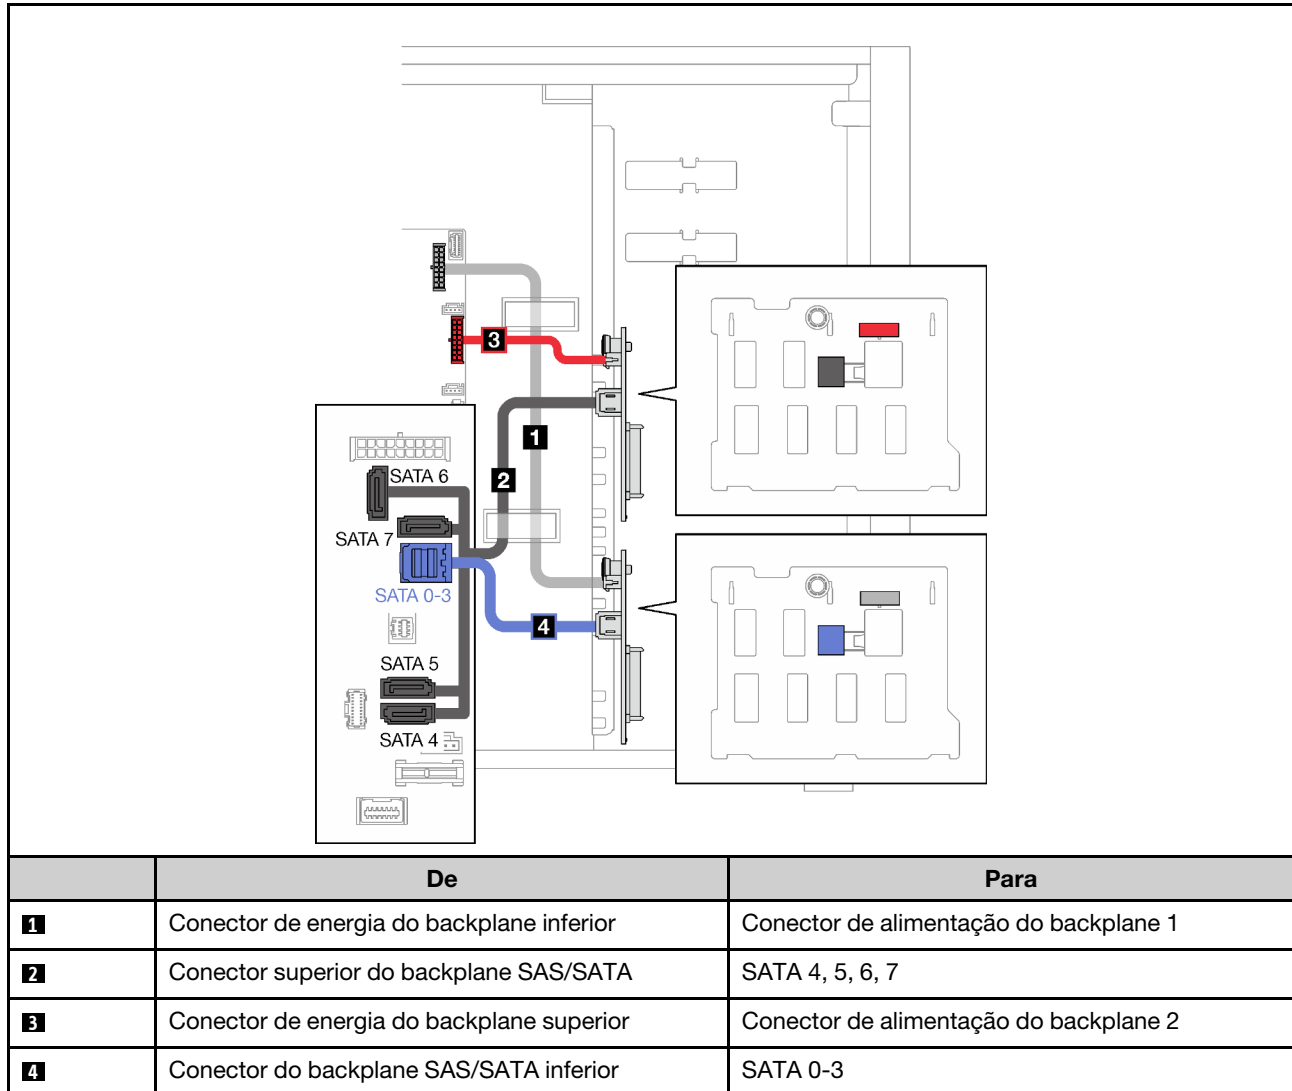 3
1
2
SATA 6
SATA 7
SATA 0-3
4
SATA 5
SATA 4
De Para
1 Conector de energia do backplane inferior Conector de alimentação do backplane 1
2 Conector superior do backplane SAS/SATA SATA 4, 5, 6, 7
3 Conector de energia do backplane superior Conector de alimentação do backplane 2
4 Conector do backplane SAS/SATA inferior SATA 0-3